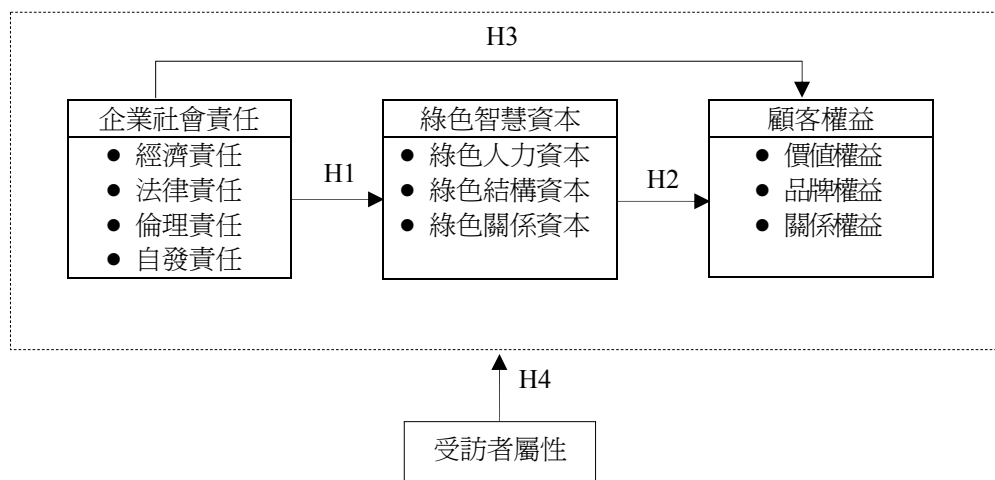 H3
企業社會責任
● 經濟責任
● 法律責任
● 倫理責任
● 自發責任
H1
綠色智慧資本
● 綠色人力資本
● 綠色結構資本
● 綠色關係資本
H2
顧客權益
● 價值權益
● 品牌權益
● 關係權益
H4
受訪者屬性